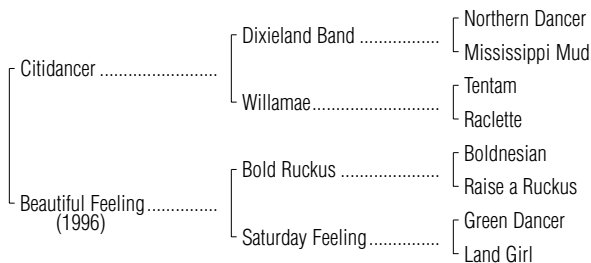 Northern Dancer
Dixieland Band ................
Mississippi Mud
Citidancer ........................
Tentam
Willamae.........................
Raclette
Boldnesian
Bold Ruckus ....................
Raise a Ruckus
Beautiful Feeling..............
(1996)
Green Dancer
Saturday Feeling..............
Land Girl